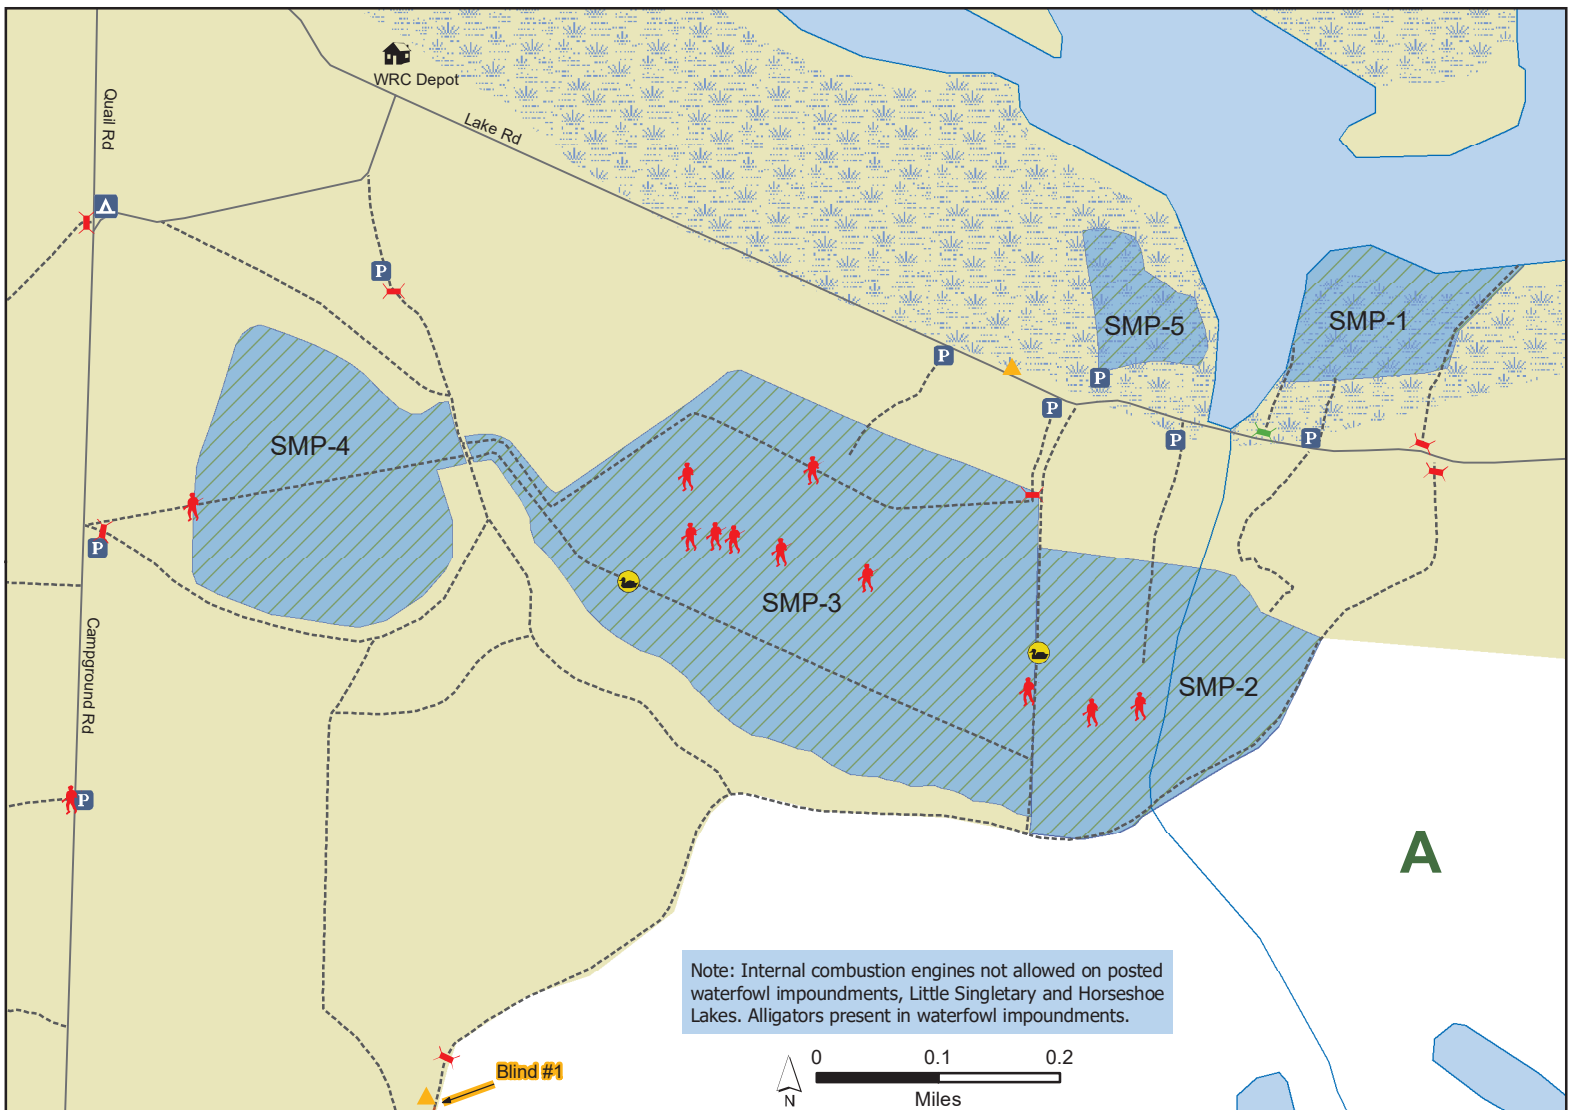 WRC Depot
Quail Rd
Lake Rd
P
SMP-5
SMP-1
P
P
P
P
P
SMP-4
P
SMP-3
Campground Rd
SMP-2
P
A
Note: Internal combustion engines not allowed on posted
waterfowl impoundments, Little Singletary and Horseshoe
Lakes. Alligators present in waterfowl impoundments.
Blind #1
0 0.1 0.2
N
Miles